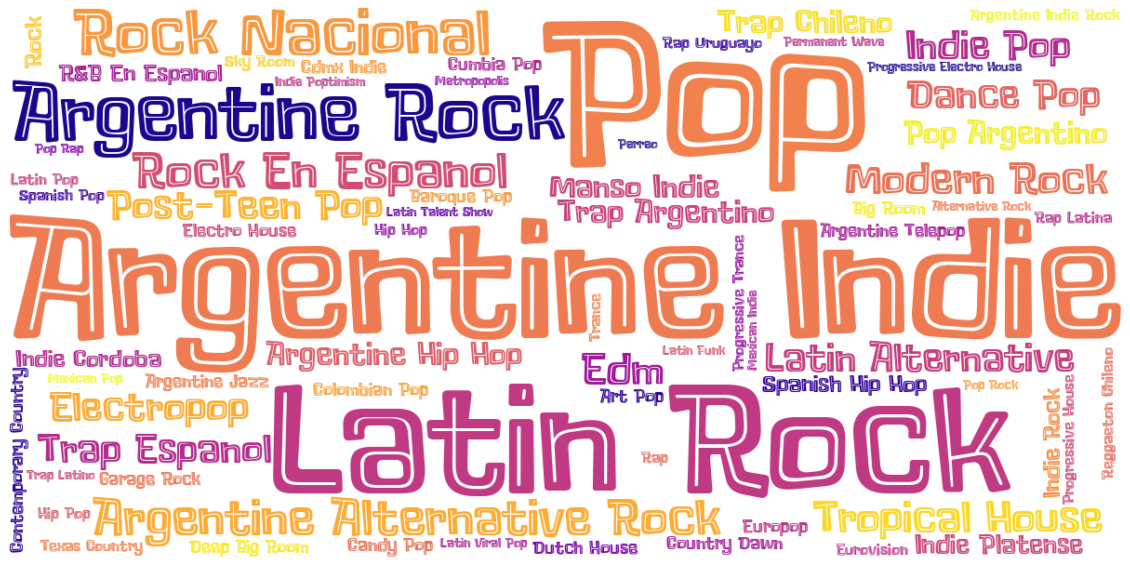 Rock
Rock Nacional
Pop
Trap Chileno
Argentine Indie Rock
Rap Uruguayo
Permanent Wave
Indie Pop
R&B En Espanol
Sky Room
Cdmx Indie
Cumbia Pop
Progressive Electro House
Indie Poptimism
Metropopolis
Argentine Rock
Dance Pop
Pop Argentino
Pop Rap
Perreo
Rock En Espanol
Latin Pop
Manso Indie
Modern Rock
Spanish Pop
Post-Teen Pop
Baroque Pop
Latin Talent Show
Trap Argentino
Big Room
Alternative Rock
Rap Latina
Electro House
Hip Hop
Argentine Telepop
Argentine Indie
Progressive Trance
Mexican Indie
Trance
Indie Cordoba
Argentine Hip Hop
Latin Funk
Latin Alternative
Edm
Mexican Pop
Argentine Jazz
Colombian Pop
Art Pop
Spanish Hip Hop
Pop Rock
Contemporary Country
Electropop
Latin Rock
Indie Rock
Progressive House
Reggaeton Chileno
Trap Espanol
Rap
Trap Latino
Garage Rock
Hip Pop
Argentine Alternative Rock
Europop
Tropical House
Texas Country
Deep Big Room
Candy Pop
Latin Viral Pop
Dutch House
Country Dawn
Eurovision
Indie Platense